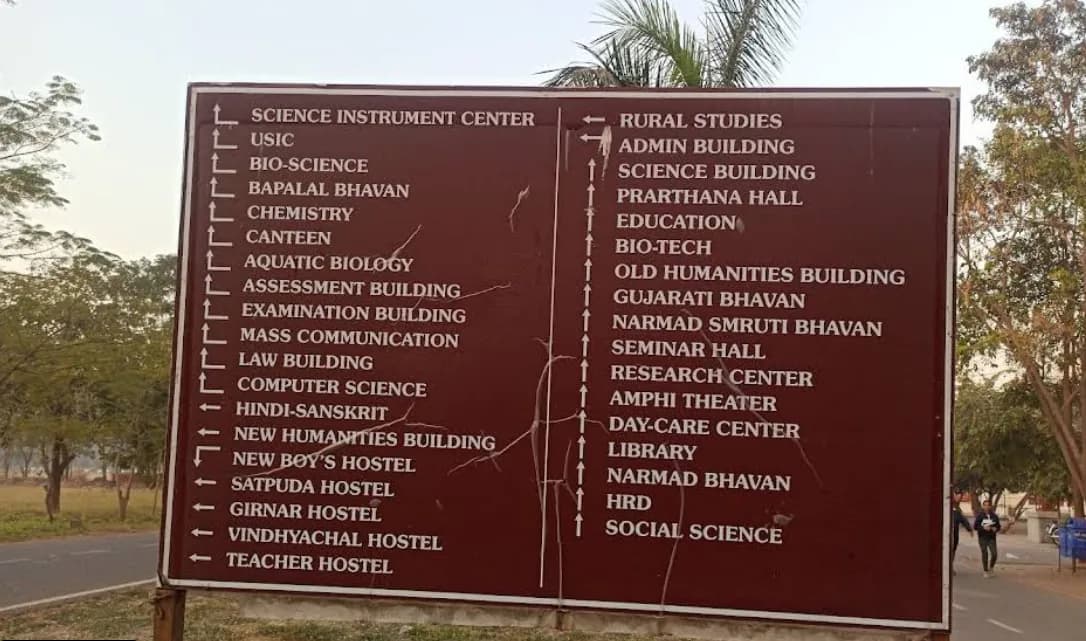 SCIENCE INSTRUMENT CENTER
USIC
BIO-SCIENCE
BAPALAL BHAVAN
CHEMISTRY
CANTEEN
AQUATIC BIOLOGY
ASSESSMENT BUILDING
EXAMINATION BUILDING
MASS COMMUNICATION
LAW BUILDING
COMPUTER SCIENCE
HINDI-SANSKRIT
NEW HUMANITIES BUILDING
NEW BOY'S HOSTEL
SATPUDA HOSTEL
GIRNAR HOSTEL
VINDHYACHAL HOSTEL
TEACHER HOSTEL
RURAL STUDIES
ADMIN BUILDING
SCIENCE BUILDING
PRARTHANA HALL
EDUCATION
BIO-TECH
OLD HUMANITIES BUILDING
GUJARATI BHAVAN
NARMAD SMRUTI BHAVAN
SEMINAR HALL
RESEARCH CENTER
AMPHI THEATER
DAY-CARE CENTER
LIBRARY
NARMAD BHAVAN
HRD
SOCIAL SCIENCE